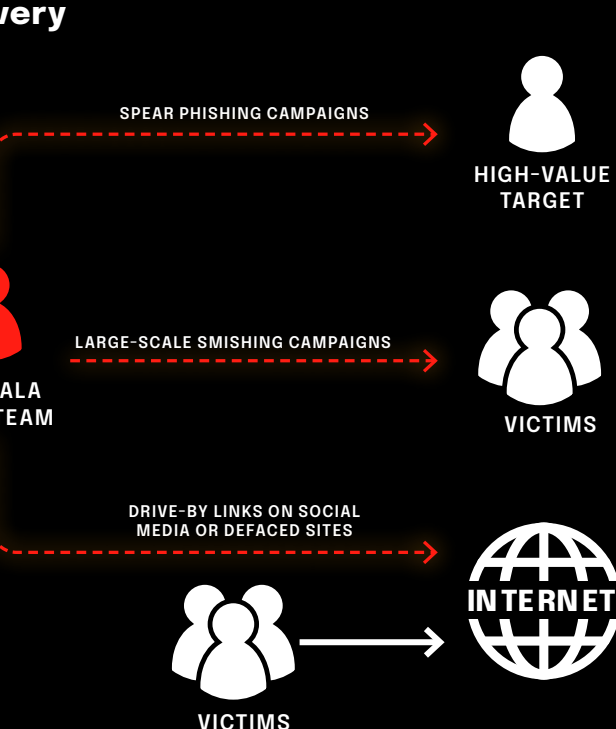 very
SPEAR PHISHING CAMPAIGNS
HIGH-VALUE
TARGET
LARGE-SCALE SMISHING CAMPAIGNS
ALA
TEAM
VICTIMS
DRIVE-BY LINKS ON SOCIAL
MEDIA OR DEFACED SITES
INTERNET
VICTIMS